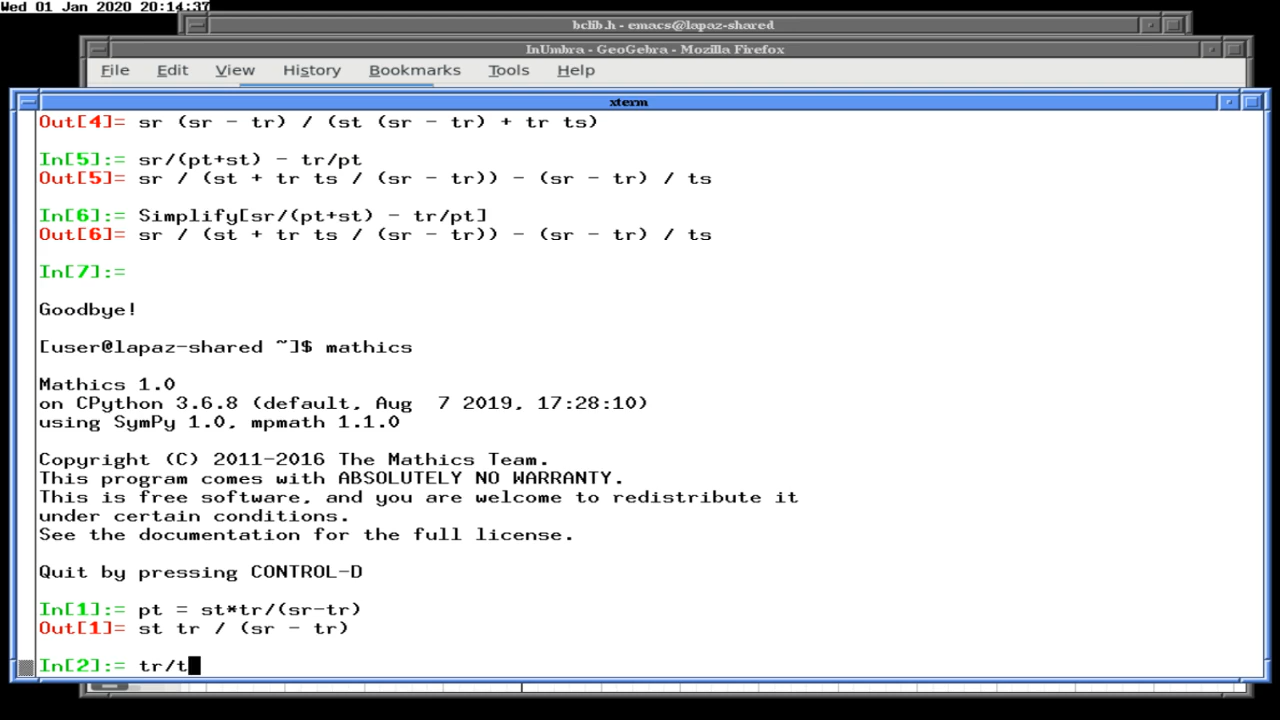 Wed 01 Jan 2020 20:14:37
bclib.h - emacs@lapaz-shared
InUmbra - GeoGebra - Mozilla Firefox
File Edit View History Bookmarks Tools Help
xterm
Out[4]= sr (sr - tr) / (st (sr - tr) + tr ts)
In[5]:= sr/(pt+st) - tr/pt
Out[5]= sr / (st + tr ts / (sr - tr)) - (sr - tr) / ts
In[6]:= Simplify[sr/(pt+st) - tr/pt]
Out[6]= sr / (st + tr ts / (sr - tr)) - (sr - tr) / ts
In[7]:=
Goodbye!
[user@lapaz-shared ~]$ mathics
Mathics 1.0
on CPython 3.6.8 (default, Aug  7 2019, 17:28:10)
using SymPy 1.0, mpmath 1.1.0
Copyright (C) 2011-2016 The Mathics Team.
This program comes with ABSOLUTELY NO WARRANTY.
This is free software, and you are welcome to redistribute it
under certain conditions.
See the documentation for the full license.
Quit by pressing CONTROL-D
In[1]:= pt = st*tr/(sr-tr)
Out[1]= st tr / (sr - tr)
In[2]:= tr/t